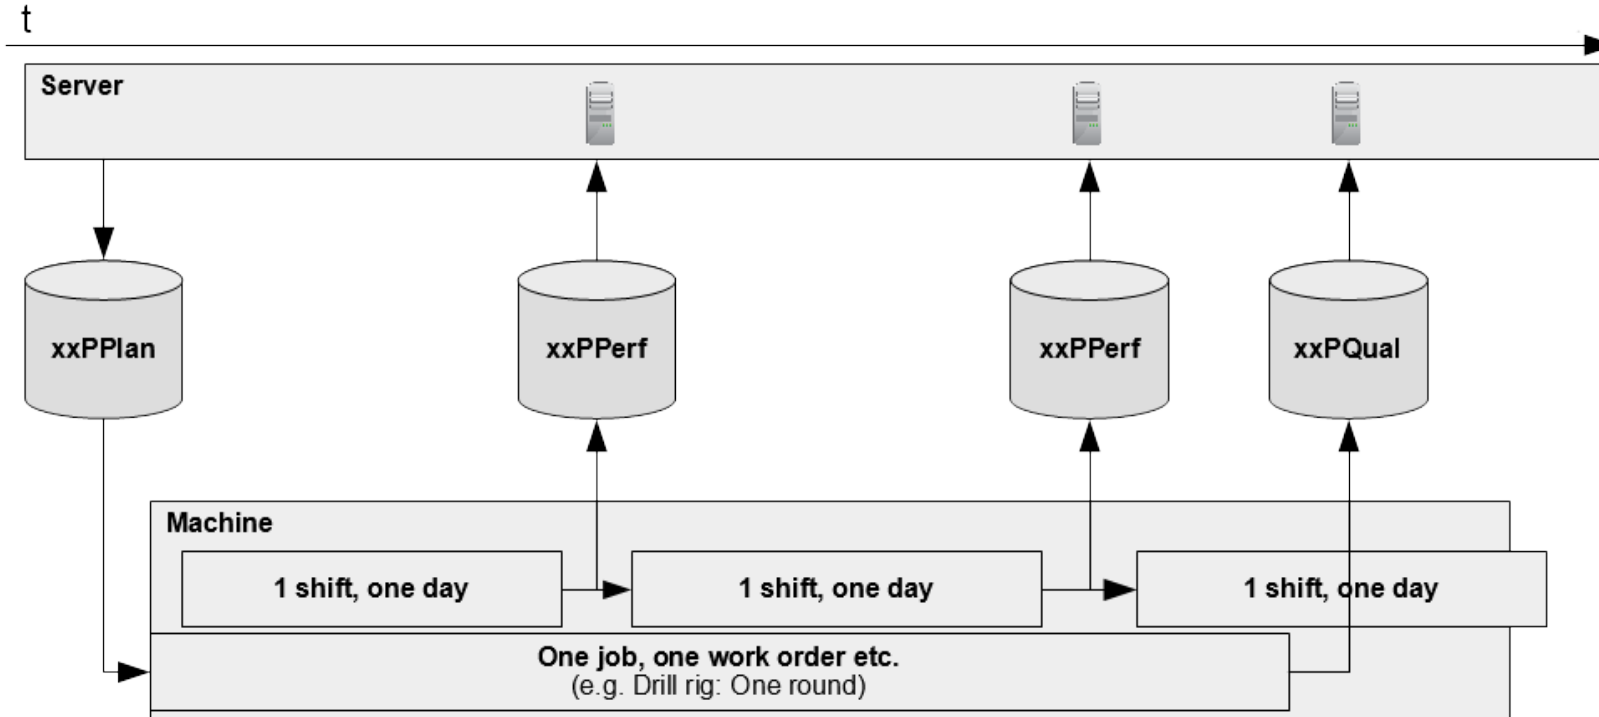 t
Server
xxPPlan
xxPPerf
xxPPerf
xxPQual
Machine
1 shift, one day
1 shift, one day
1 shift, one day
One job, one work order etc.
(e.g. Drill rig: One round)